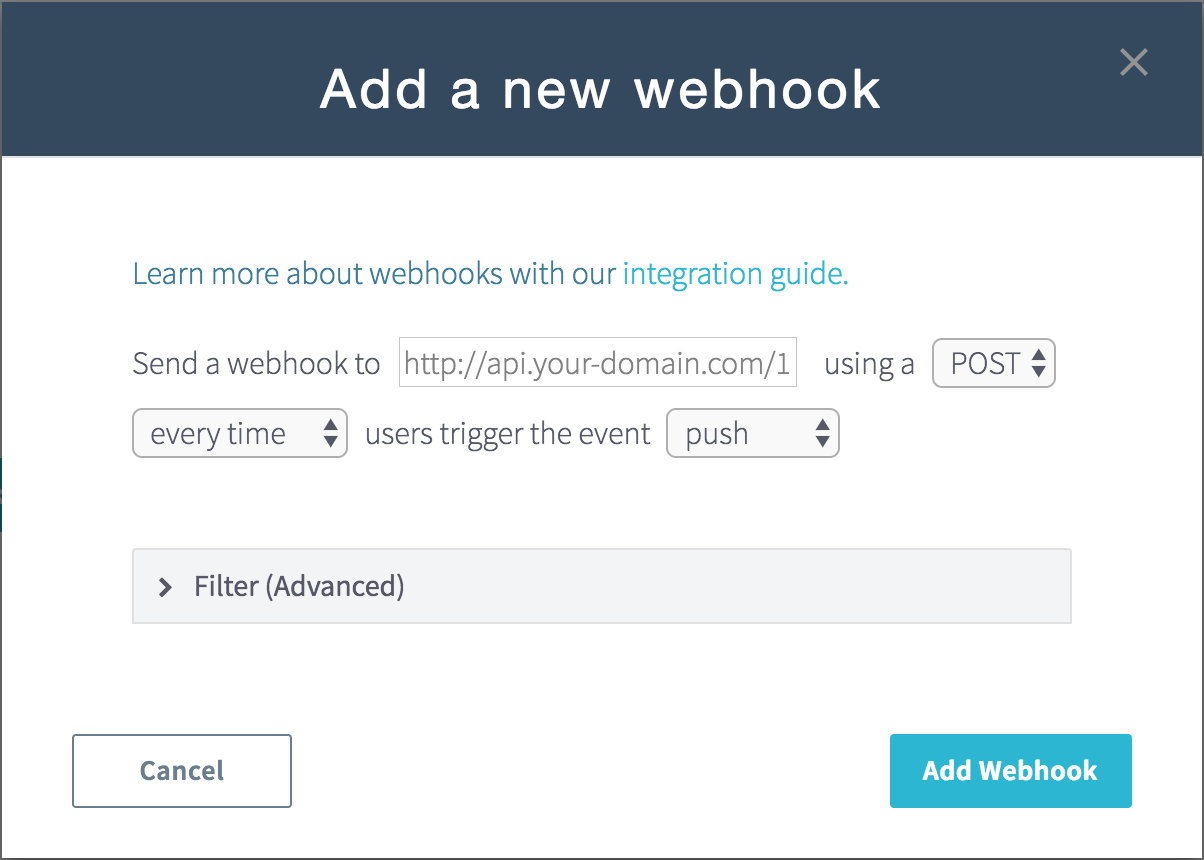 Add a new webhook
Learn more about webhooks with our integration guide.
Send a webhook to http://api.your-domain.com/1 using a POST
every time users trigger the event push
Filter (Advanced)
Cancel Add Webhook